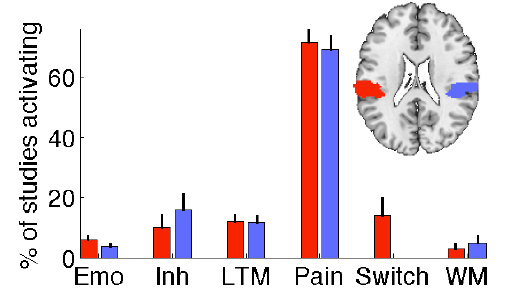 % of studies activating
60
40
20
0
Emo Inh LTM Pain Switch WM